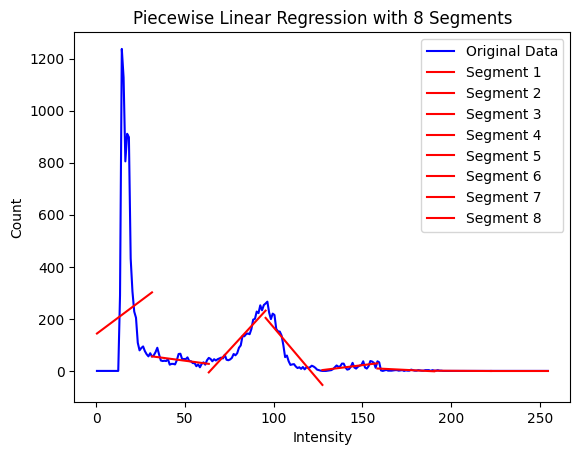 Piecewise Linear Regression with 8 Segments
Original Data
Segment 1
Segment 2
Segment 3
Segment 4
Segment 5
Segment 6
Segment 7
Segment 8
1200
1000
800
600
400
200
0
Count
0 50 100 150 200 250
Intensity